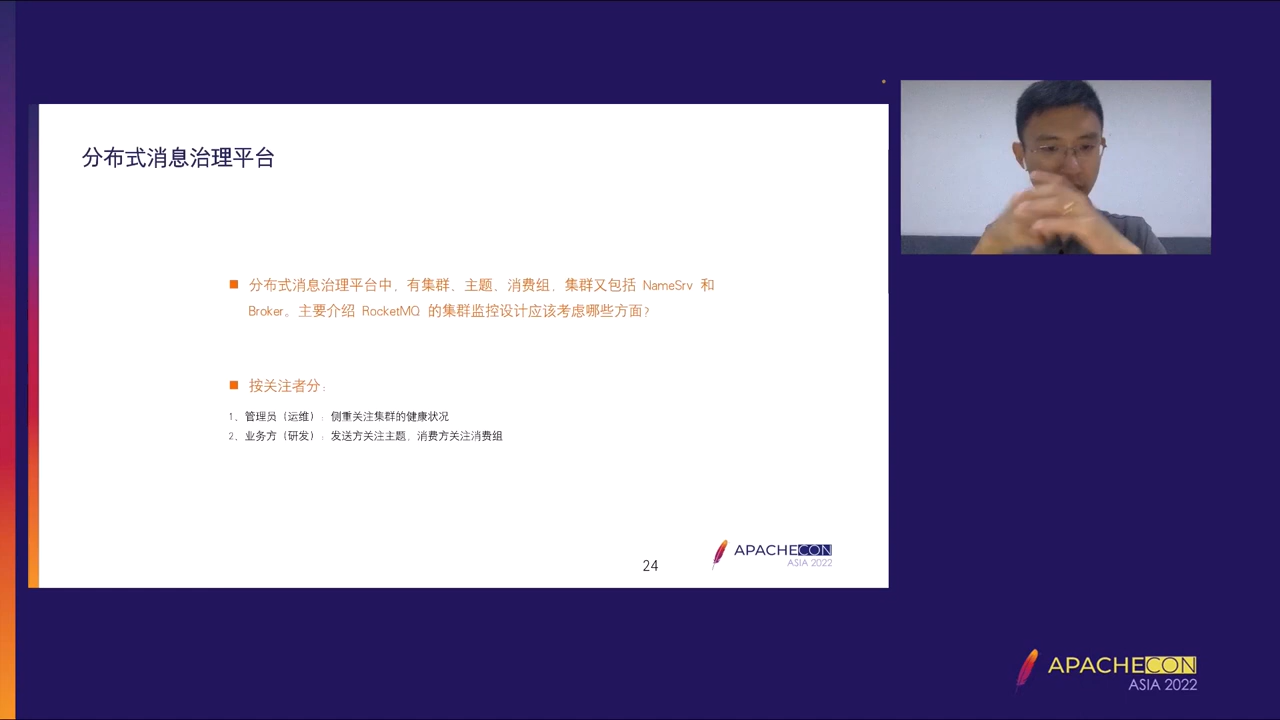 分布式消息治理平台
■ 分布式消息治理平台中，有集群、主题、消费组，集群又包括 NameSrv 和
Broker。主要介绍 RocketMQ 的集群监控设计应该考虑哪些方面？
■ 按关注者分：
1、管理员（运维）：侧重关注集群的健康状况
2、业务方（研发）：发送方关注主题，消费方关注消费组
24
APACHECON
ASIA 2022
APACHECON
ASIA 2022